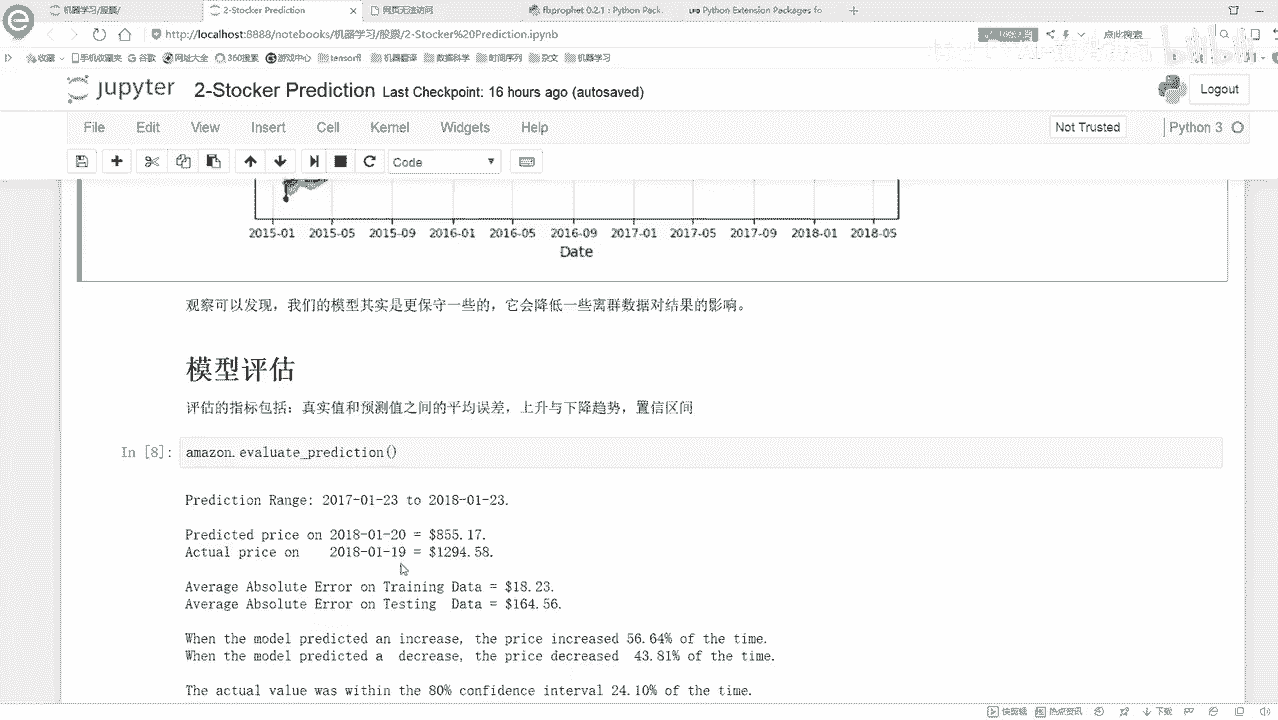 机器学习/股票/
2-Stocker Prediction
网页无法访问
fbprophet 0.2.1 : Python Pack
Python Extension Packages fo
http://localhost:8888/notebooks/机器学习/股票/2-Stocker%20Prediction.ipynb
点此搜索
收藏 手机收藏夹 谷歌 网址大全 360搜索 游戏中心 tensorfl 机器翻译 数据科学 时间序列 杂文 机器学习
jupyter 2-Stocker Prediction Last Checkpoint: 16 hours ago (autosaved)
Logout
File Edit View Insert Cell Kernel Widgets Help
Not Trusted
Python 3
Code
2015-01 2015-05 2015-09 2016-01 2016-05 2016-09 2017-01 2017-05 2017-09 2018-01 2018-05
Date
观察可以发现，我们的模型其实是更保守一些的，它会降低一些离群数据对结果的影响。
模型评估
评估的指标包括：真实值和预测值之间的平均误差，上升与下降趋势，置信区间
In [8]: amazon.evaluate_prediction()
Prediction Range: 2017-01-23 to 2018-01-23.
Predicted price on 2018-01-20 = $855.17.
Actual price on 2018-01-19 = $1294.58.
Average Absolute Error on Training Data = $18.23.
Average Absolute Error on Testing Data = $164.56.
When the model predicted an increase, the price increased 56.64% of the time.
When the model predicted a decrease, the price decreased 43.81% of the time.
The actual value was within the 80% confidence interval 24.10% of the time.
快剪辑 热点资讯 下载